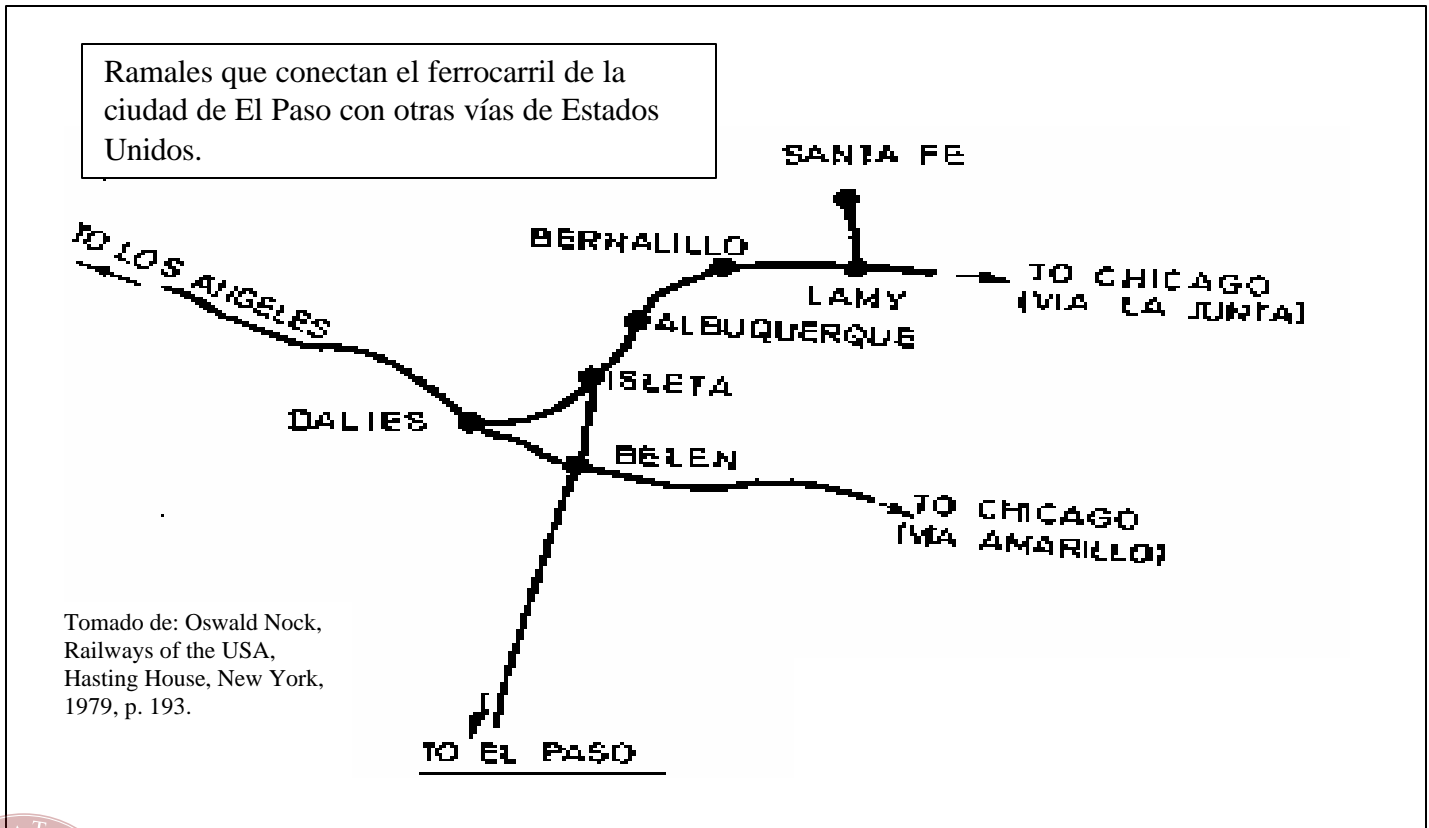 Ramales que conectan el ferrocarril de la
ciudad de El Paso con otras vías de Estados
Unidos.
SANTA FE
TO LOS ANGELES
BERNALILLO
LAMY
TO CHICAGO
(VIA LA JUNTA)
ALBUQUERQUE
ISLETA
DALIES
BELEN
TO CHICAGO
(VIA AMARILLO)
Tomado de: Oswald Nock,
Railways of the USA,
Hasting House, New York,
1979, p. 193.
TO EL PASO